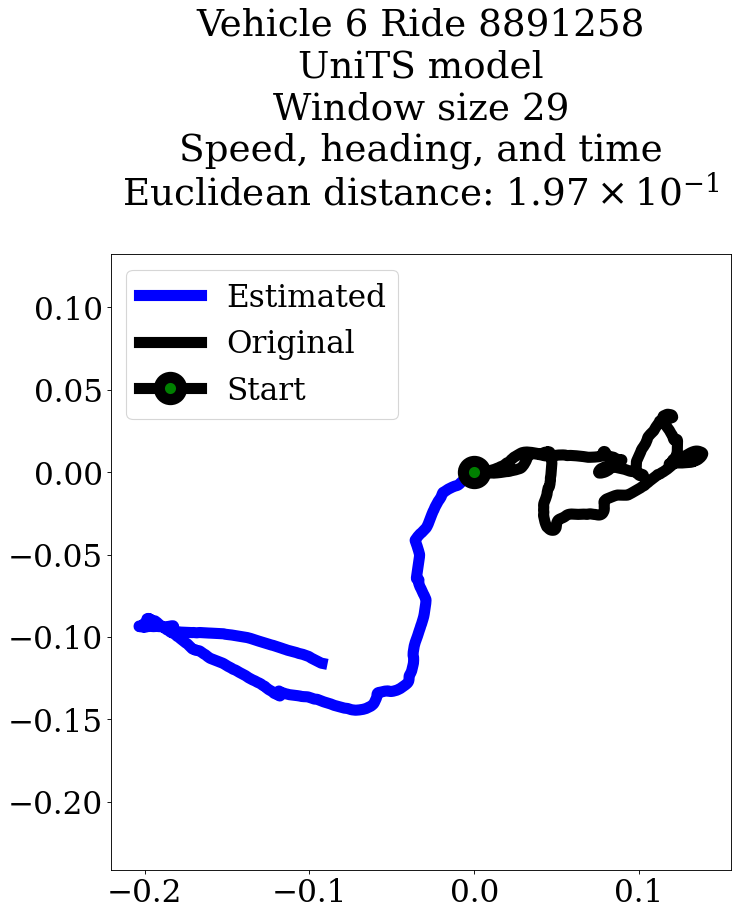 Vehicle 6 Ride 8891258
UniTS model
Window size 29
Speed, heading, and time
Euclidean distance: 1.97 × 10⁻¹
Estimated
Original
Start
0.10
0.05
0.00
−0.05
−0.10
−0.15
−0.20
−0.2 −0.1 0.0 0.1